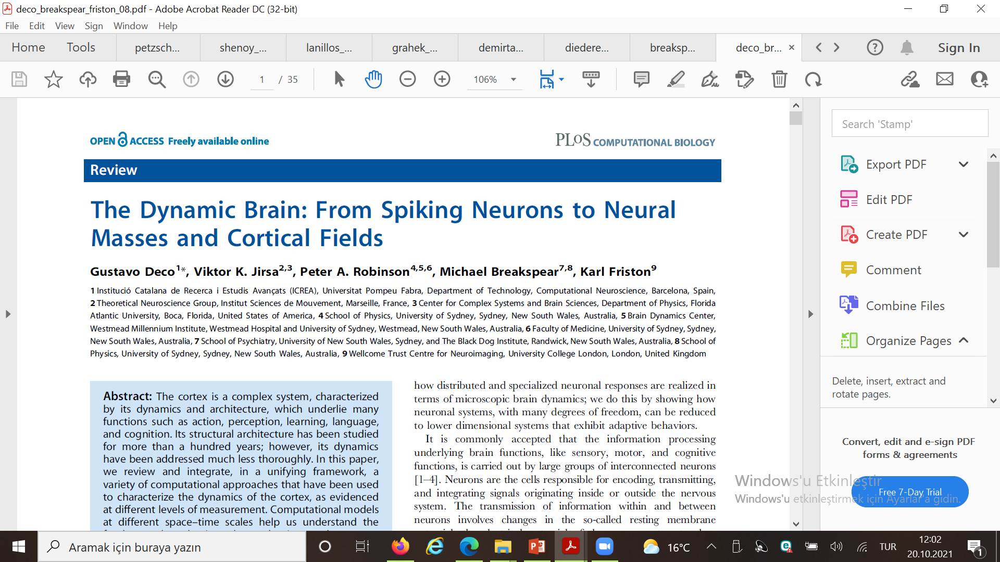 deco_breakspear_friston_08.pdf - Adobe Acrobat Reader DC (32-bit)
File Edit View Sign Window Help
Home Tools petzsch... shenoy_... lanillos_... grahek_... demirta... diedere... breaksp... deco_br... × Sign In
1 / 35 106%
OPEN ACCESS Freely available online
PLoS COMPUTATIONAL BIOLOGY
Review
The Dynamic Brain: From Spiking Neurons to Neural
Masses and Cortical Fields
Gustavo Deco1*, Viktor K. Jirsa2,3, Peter A. Robinson4,5,6, Michael Breakspear7,8, Karl Friston9
1 Institució Catalana de Recerca i Estudis Avançats (ICREA), Universitat Pompeu Fabra, Department of Technology, Computational Neuroscience, Barcelona, Spain,
2 Theoretical Neuroscience Group, Institut Sciences de Mouvement, Marseille, France, 3 Center for Complex Systems and Brain Sciences, Department of Physics, Florida
Atlantic University, Boca, Florida, United States of America, 4 School of Physics, University of Sydney, Sydney, New South Wales, Australia, 5 Brain Dynamics Center,
Westmead Millennium Institute, Westmead Hospital and University of Sydney, Westmead, New South Wales, Australia, 6 Faculty of Medicine, University of Sydney, Sydney,
New South Wales, Australia, 7 School of Psychiatry, University of New South Wales, Sydney, and The Black Dog Institute, Randwick, New South Wales, Australia, 8 School of
Physics, University of Sydney, Sydney, New South Wales, Australia, 9 Wellcome Trust Centre for Neuroimaging, University College London, London, United Kingdom
Abstract: The cortex is a complex system, characterized
by its dynamics and architecture, which underlie many
functions such as action, perception, learning, language,
and cognition. Its structural architecture has been studied
for more than a hundred years; however, its dynamics
have been addressed much less thoroughly. In this paper,
we review and integrate, in a unifying framework, a
variety of computational approaches that have been used
to characterize the dynamics of the cortex, as evidenced
at different levels of measurement. Computational models
at different space–time scales help us understand the
how distributed and specialized neuronal responses are realized in
terms of microscopic brain dynamics; we do this by showing how
neuronal systems, with many degrees of freedom, can be reduced
to lower dimensional systems that exhibit adaptive behaviors.
It is commonly accepted that the information processing
underlying brain functions, like sensory, motor, and cognitive
functions, is carried out by large groups of interconnected neurons
[1–4]. Neurons are the cells responsible for encoding, transmitting,
and integrating signals originating inside or outside the nervous
system. The transmission of information within and between
neurons involves changes in the so-called resting membrane
Search 'Stamp'
Export PDF
Edit PDF
Create PDF
Comment
Combine Files
Organize Pages
Delete, insert, extract and
rotate pages.
Convert, edit and e-sign PDF
forms & agreements
Free 7-Day Trial
Windows'u Etkinleştir
Windows'u etkinleştirmek için Ayarlar'a gidin.
Aramak için buraya yazın
16°C
TUR
12:02
20.10.2021
1